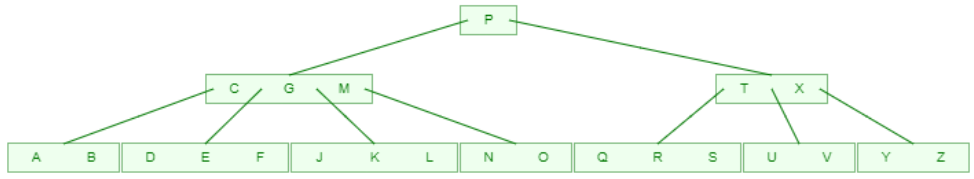 P
C G M T X
A B D E F J K L N O Q R S U V Y Z